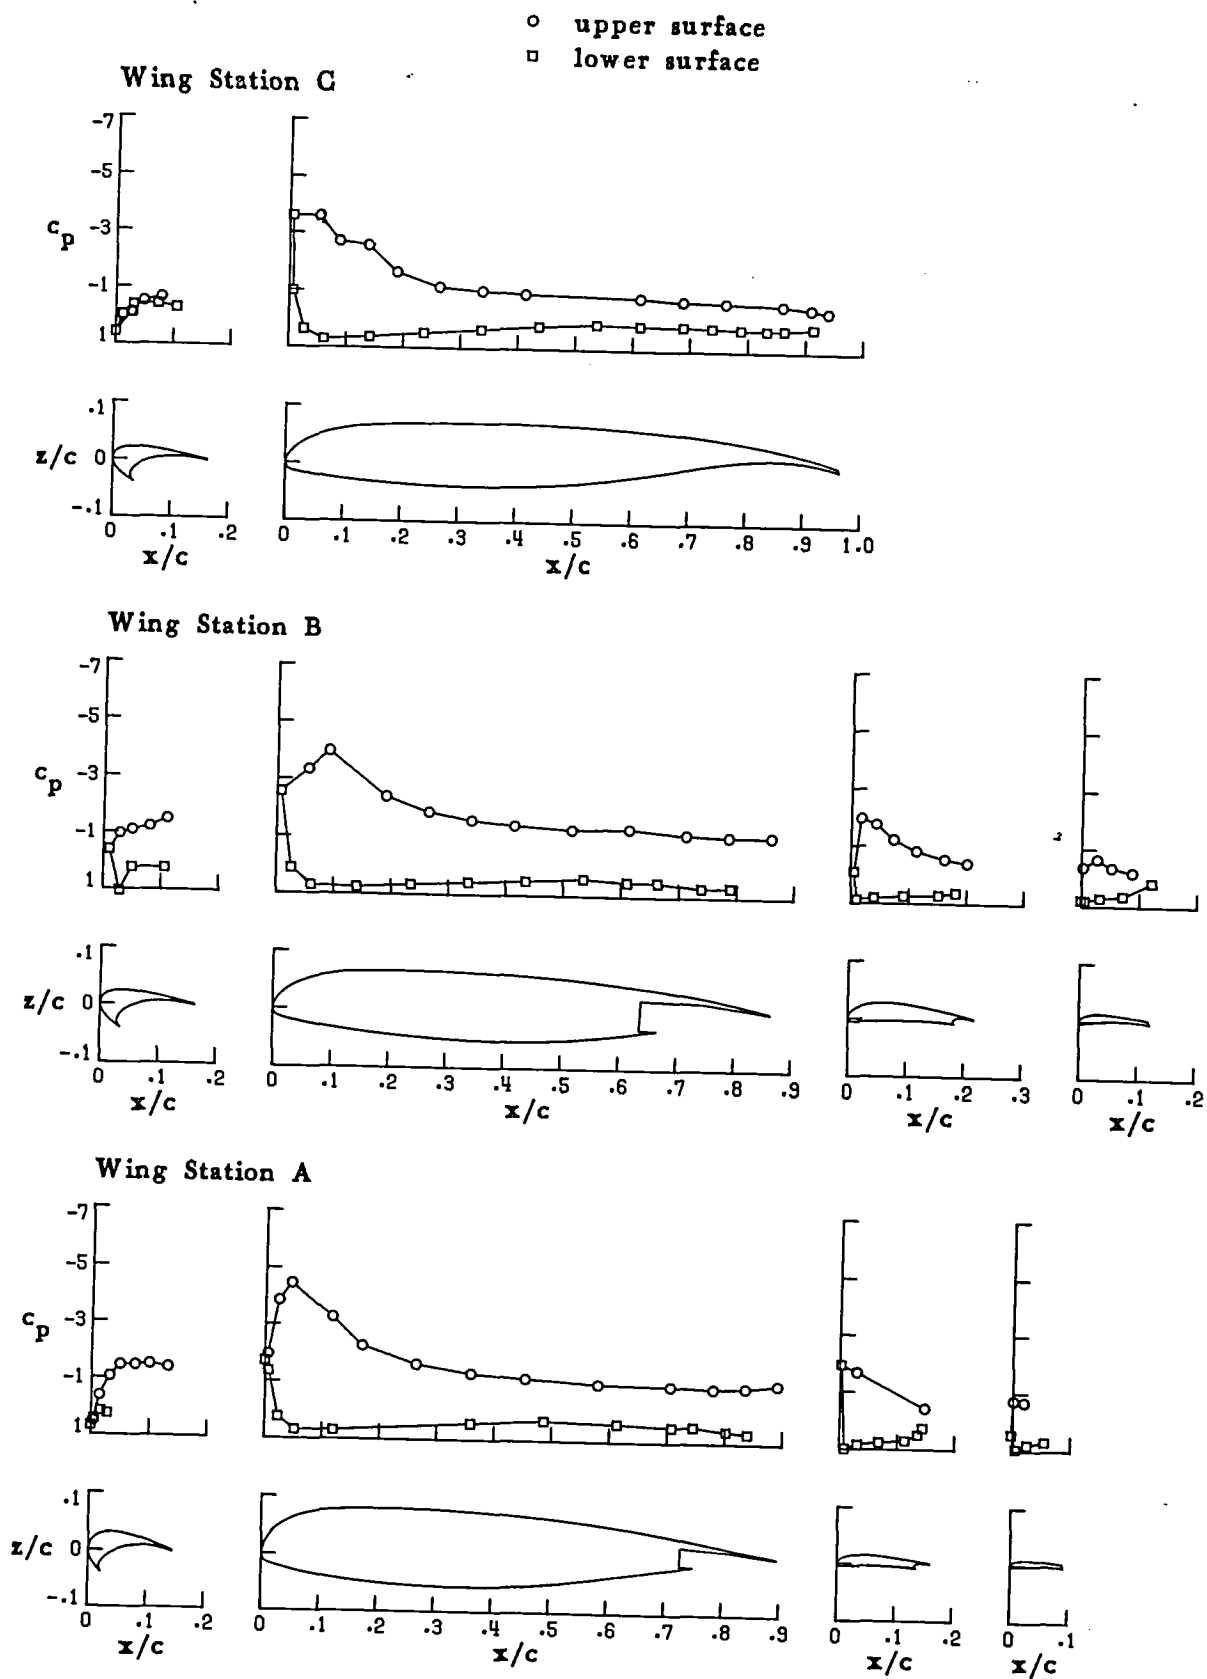 upper surface
lower surface
Wing Station C
-7
-5
-3
-1
1
c_p
.1
0
-.1
z/c
0 .1 .2
x/c
0 .1 .2 .3 .4 .5 .6 .7 .8 .9 1.0
x/c
Wing Station B
-7
-5
-3
-1
1
c_p
.1
0
-.1
z/c
0 .1 .2
x/c
0 .1 .2 .3 .4 .5 .6 .7 .8 .9
x/c
0 .1 .2 .3
x/c
0 .1 .2
x/c
Wing Station A
-7
-5
-3
-1
1
c_p
.1
0
-.1
z/c
0 .1 .2
x/c
0 .1 .2 .3 .4 .5 .6 .7 .8 .9
x/c
0 .1 .2
x/c
0 .1
x/c